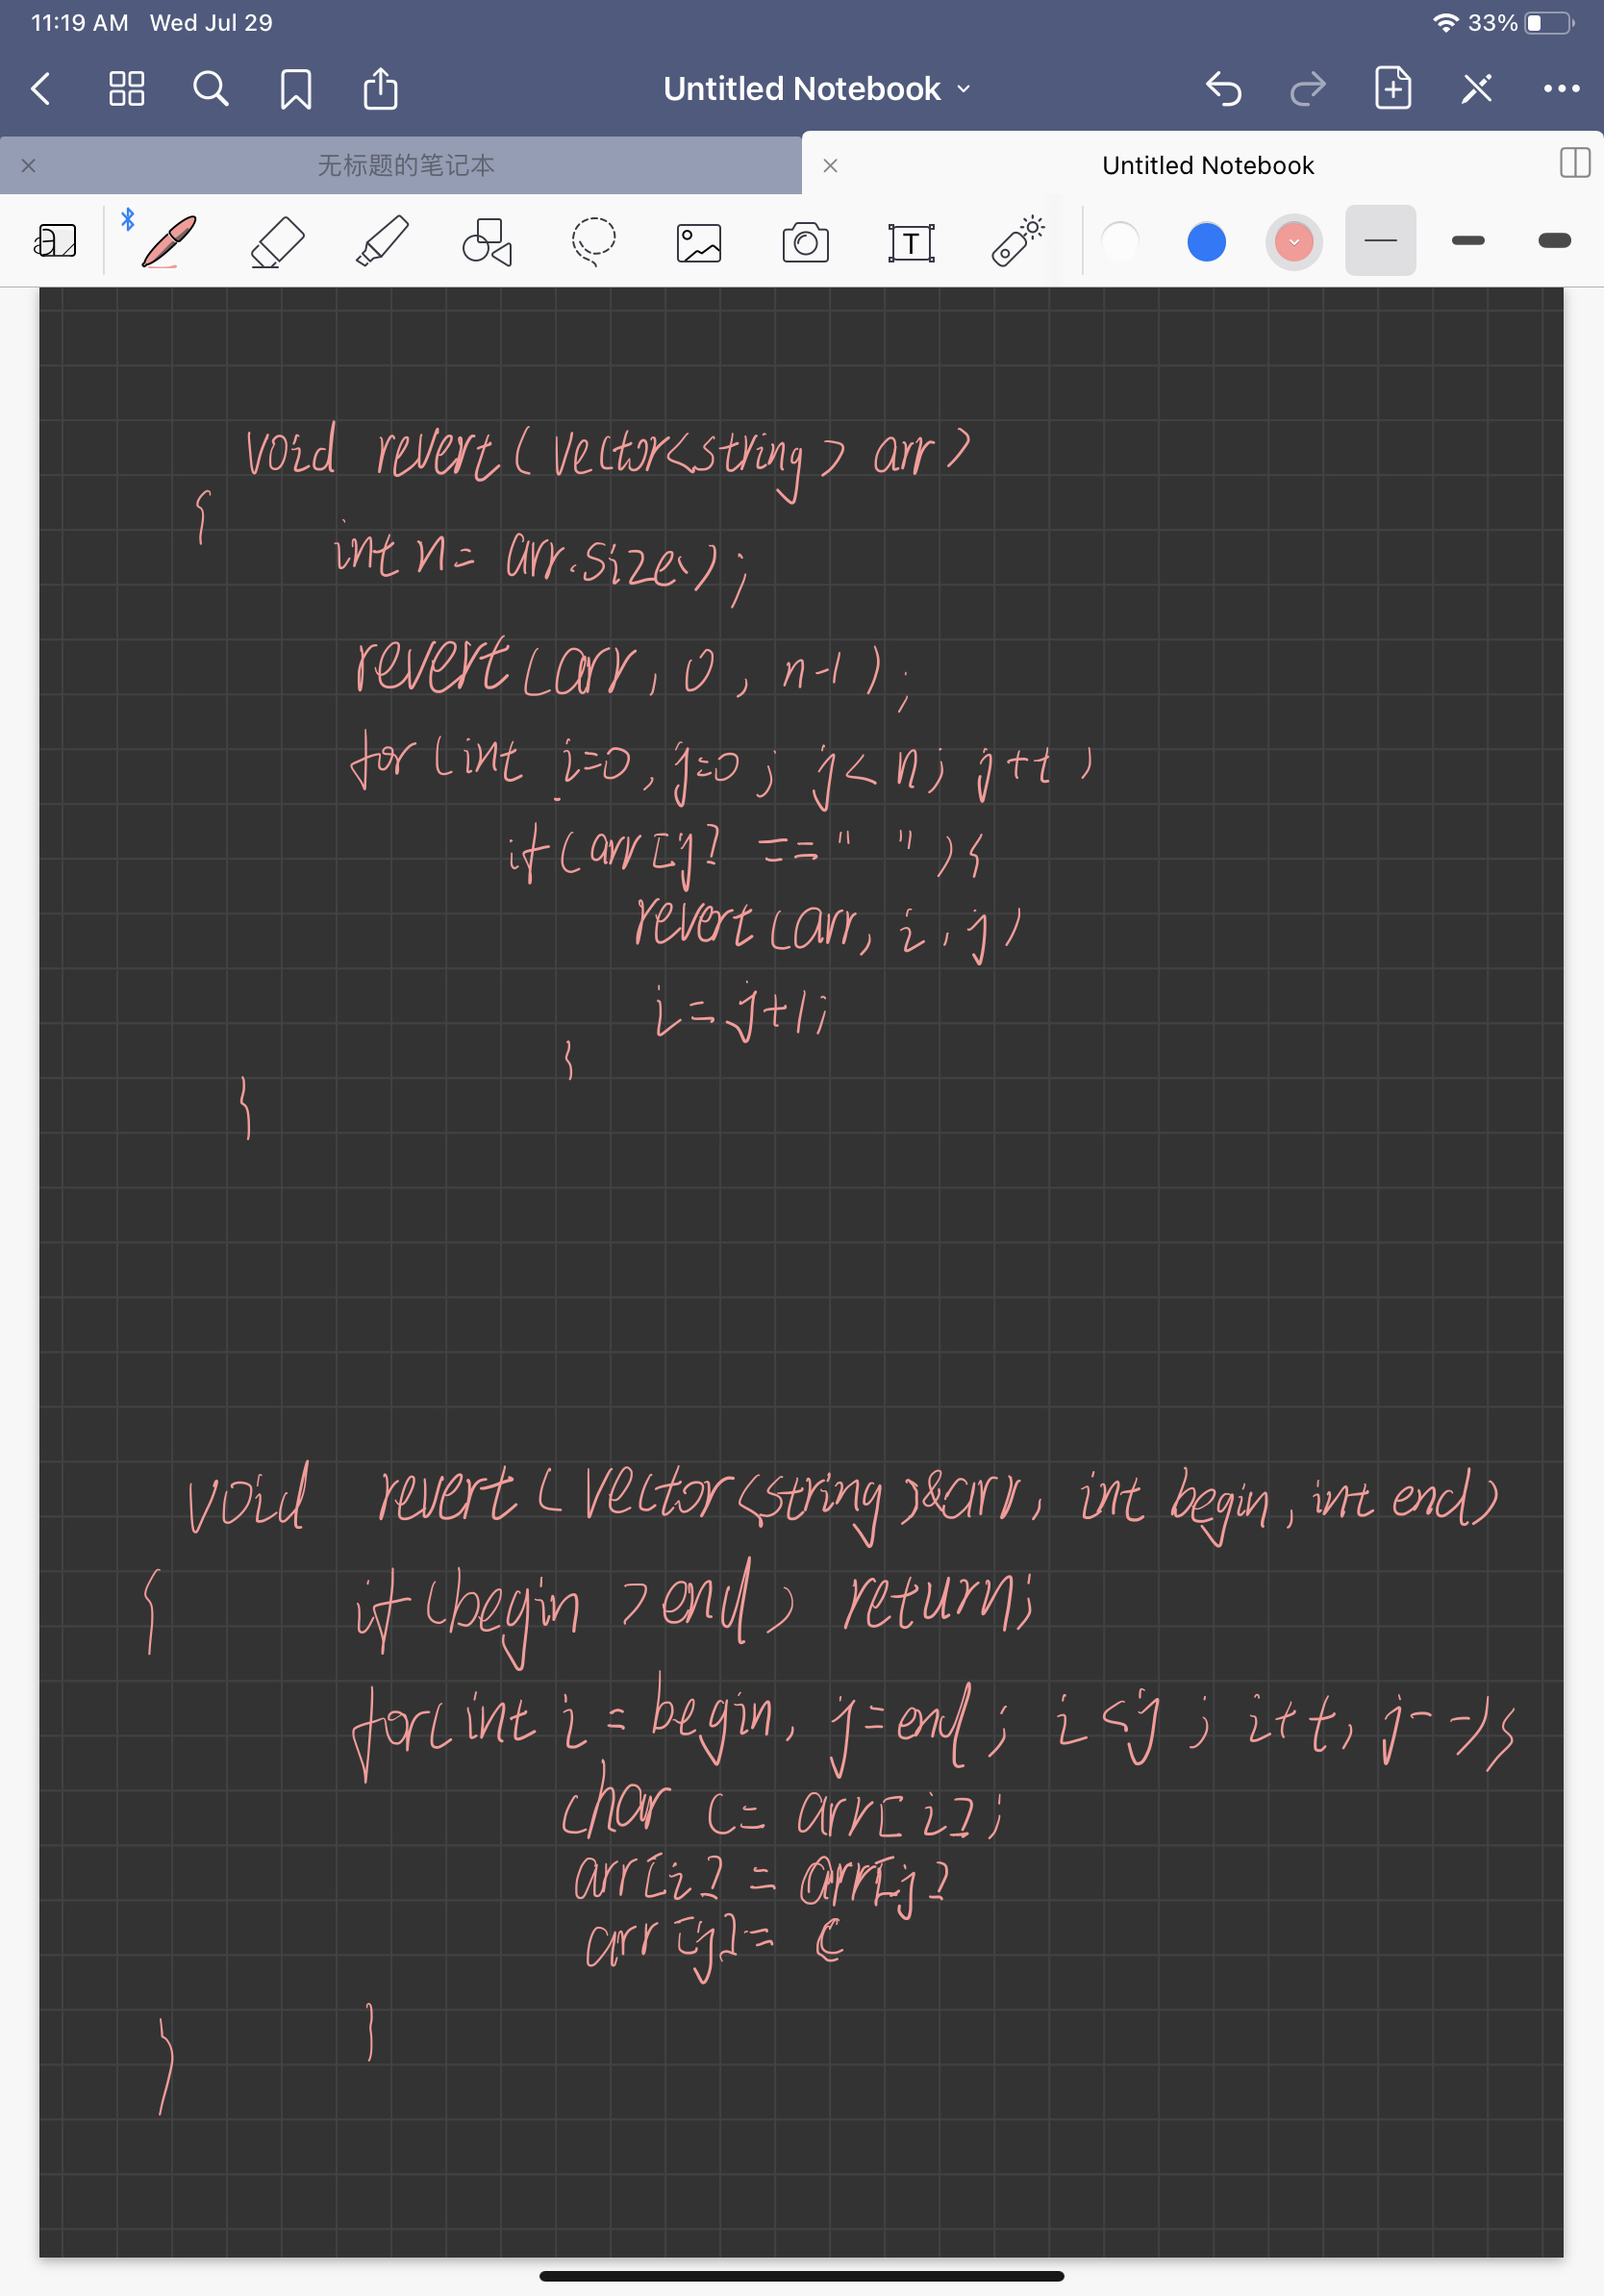 11:19 AM Wed Jul 29 33%
Untitled Notebook
无标题的笔记本 Untitled Notebook
void revert(vector<string> arr)
{
int n= arr.size();
revert(arr, 0, n-1);
for(int i=0, j=0; j<n; j++)
if(arr[j] == " "){
revert(arr, i, j)
i=j+1;
}
}
void revert(vector<string>&arr, int begin, int end)
{ if(begin >end) return;
for(int i=begin, j=end; i<j; i++, j--){
char c= arr[i];
arr[i] = arr[j]
arr[j]= c
}
}